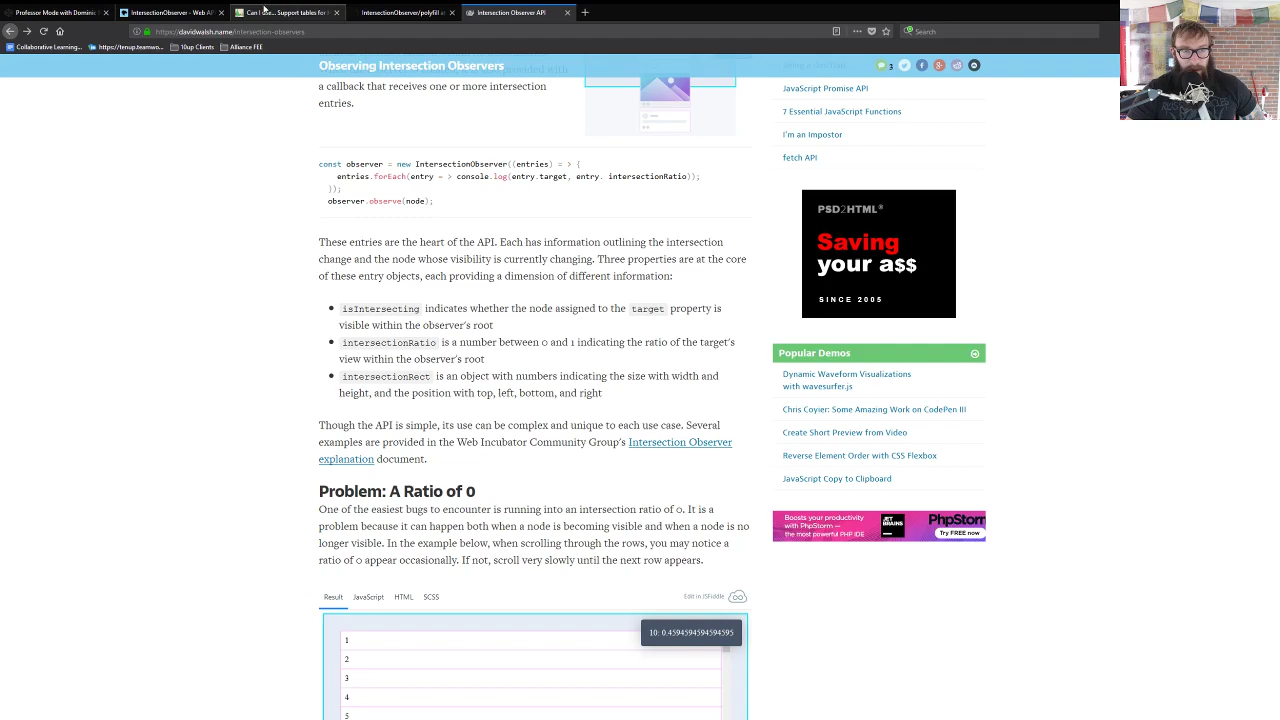 Professor Mode with Dominic
IntersectionObserver - Web API
Can I use... Support tables for
IntersectionObserver/polyfill at
Intersection Observer API
https://davidwalsh.name/intersection-observers
Search
Collaborative Learning...
https://tenup.teamwo...
10up Clients
Alliance FEE
Observing Intersection Observers
3
a callback that receives one or more intersection
entries.
const observer = new IntersectionObserver((entries) = > {
entries.forEach(entry = > console.log(entry.target, entry. intersectionRatio));
});
observer.observe(node);
These entries are the heart of the API. Each has information outlining the intersection
change and the node whose visibility is currently changing. Three properties are at the core
of these entry objects, each providing a dimension of different information:
isIntersecting indicates whether the node assigned to the target property is
visible within the observer's root
intersectionRatio is a number between 0 and 1 indicating the ratio of the target's
view within the observer's root
intersectionRect is an object with numbers indicating the size with width and
height, and the position with top, left, bottom, and right
Though the API is simple, its use can be complex and unique to each use case. Several
examples are provided in the Web Incubator Community Group's Intersection Observer
explanation document.
Problem: A Ratio of 0
One of the easiest bugs to encounter is running into an intersection ratio of 0. It is a
problem because it can happen both when a node is becoming visible and when a node is no
longer visible. In the example below, when scrolling through the rows, you may notice a
ratio of 0 appear occasionally. If not, scroll very slowly until the next row appears.
Result JavaScript HTML SCSS
Edit in JSFiddle
10: 0.4594594594594595
1
2
3
4
5
JavaScript Promise API
7 Essential JavaScript Functions
I'm an Impostor
fetch API
PSD2HTML®
Saving
your a$$
SINCE 2005
Popular Demos
Dynamic Waveform Visualizations
with wavesurfer.js
Chris Coyier: Some Amazing Work on CodePen III
Create Short Preview from Video
Reverse Element Order with CSS Flexbox
JavaScript Copy to Clipboard
Boosts your productivity
with PhpStorm —
the most powerful PHP IDE
JET
BRAINS
PhpStorm
Try FREE now